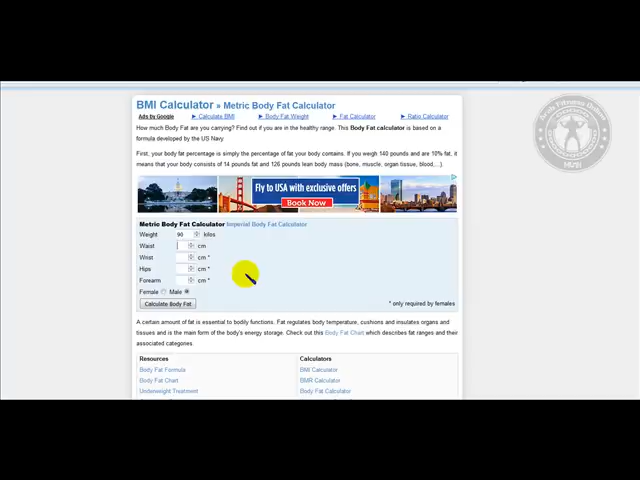 BMI Calculator » Metric Body Fat Calculator
Ads by Google ► Calculate BMI ► Body Fat Weight ► Fat Calculator ► Ratio Calculator
How much Body Fat are you carrying? Find out if you are in the healthy range. This Body Fat calculator is based on a
formula developed by the US Navy
First, your body fat percentage is simply the percentage of fat your body contains. If you weigh 140 pounds and are 10% fat, it
means that your body consists of 14 pounds fat and 126 pounds lean body mass (bone, muscle, organ tissue, blood,...).
Fly to USA with exclusive offers
Book Now
Metric Body Fat Calculator Imperial Body Fat Calculator
Weight 90 kilos
Waist cm
Wrist cm *
Hips cm *
Forearm cm *
Female Male
Calculate Body Fat * only required by females
A certain amount of fat is essential to bodily functions. Fat regulates body temperature, cushions and insulates organs and
tissues and is the main form of the body's energy storage. Check out this Body Fat Chart which describes fat ranges and their
associated categories.
Resources Calculators
Body Fat Formula BMI Calculator
Body Fat Chart BMR Calculator
Underweight Treatment Body Fat Calculator